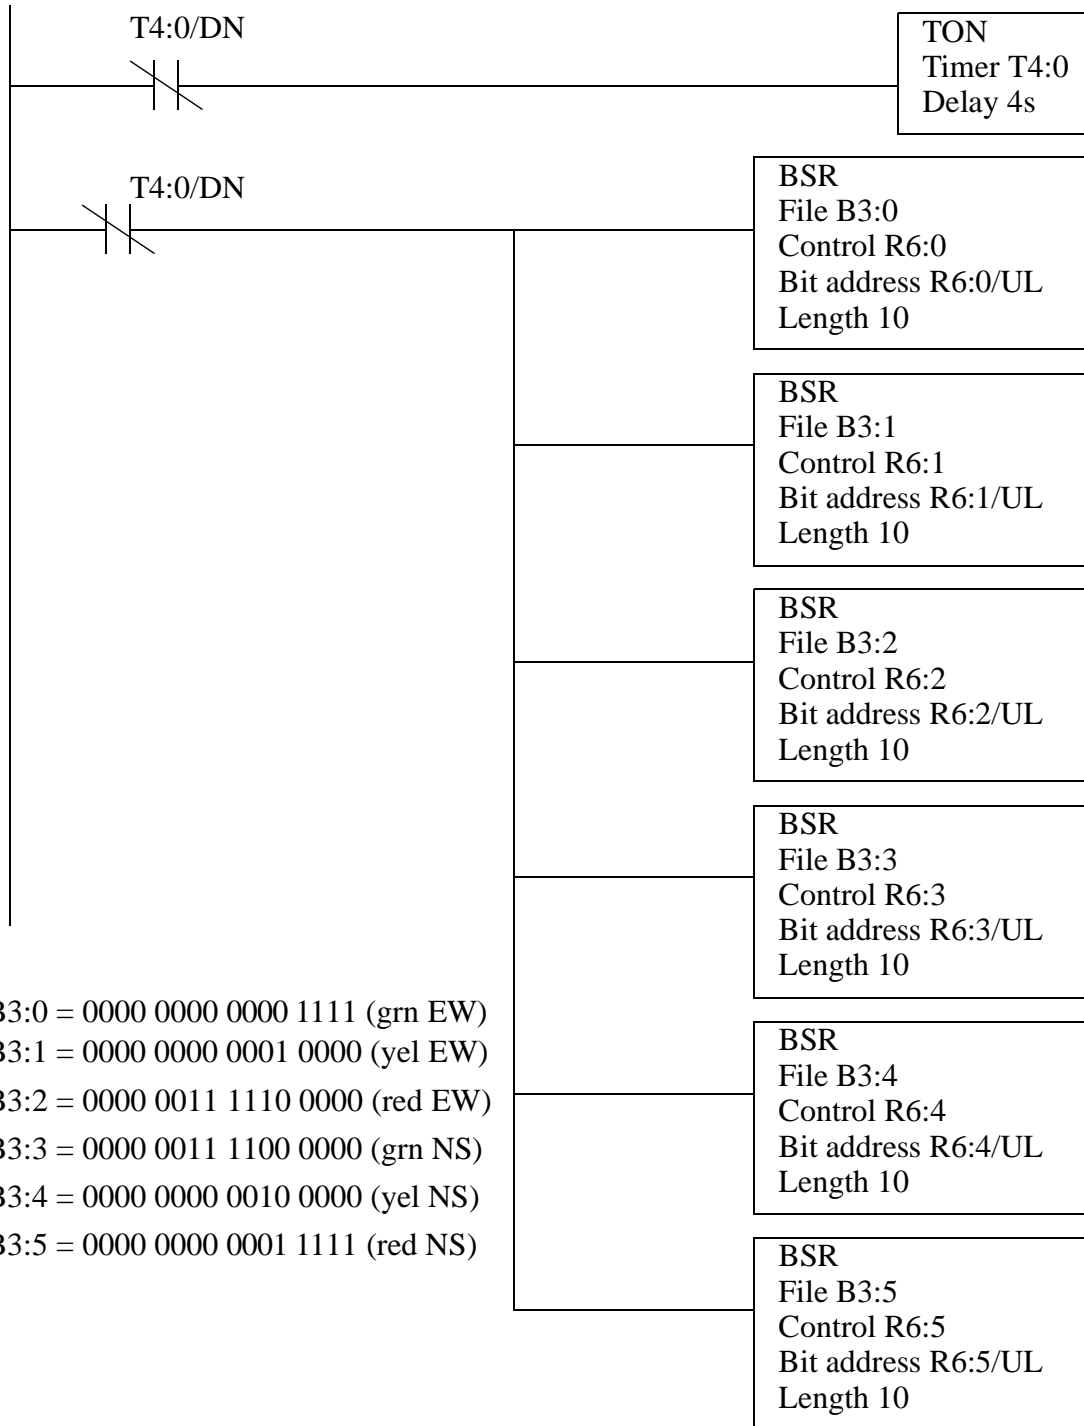 T4:0/DN
TON
Timer T4:0
Delay 4s
T4:0/DN
BSR
File B3:0
Control R6:0
Bit address R6:0/UL
Length 10
BSR
File B3:1
Control R6:1
Bit address R6:1/UL
Length 10
BSR
File B3:2
Control R6:2
Bit address R6:2/UL
Length 10
BSR
File B3:3
Control R6:3
Bit address R6:3/UL
Length 10
BSR
File B3:4
Control R6:4
Bit address R6:4/UL
Length 10
BSR
File B3:5
Control R6:5
Bit address R6:5/UL
Length 10
B3:0 = 0000 0000 0000 1111 (grn EW)
B3:1 = 0000 0000 0001 0000 (yel EW)
B3:2 = 0000 0011 1110 0000 (red EW)
B3:3 = 0000 0011 1100 0000 (grn NS)
B3:4 = 0000 0000 0010 0000 (yel NS)
B3:5 = 0000 0000 0001 1111 (red NS)